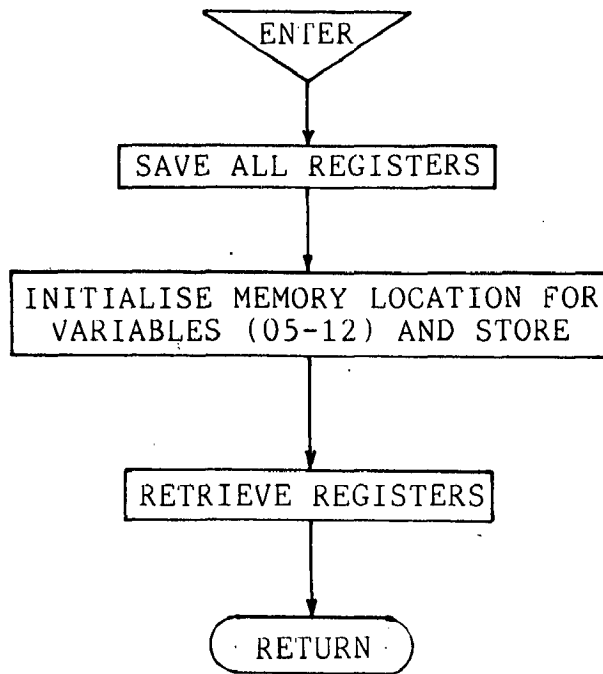 ENTER
SAVE ALL REGISTERS
INITIALISE MEMORY LOCATION FOR
VARIABLES (05-12) AND STORE
RETRIEVE REGISTERS
RETURN